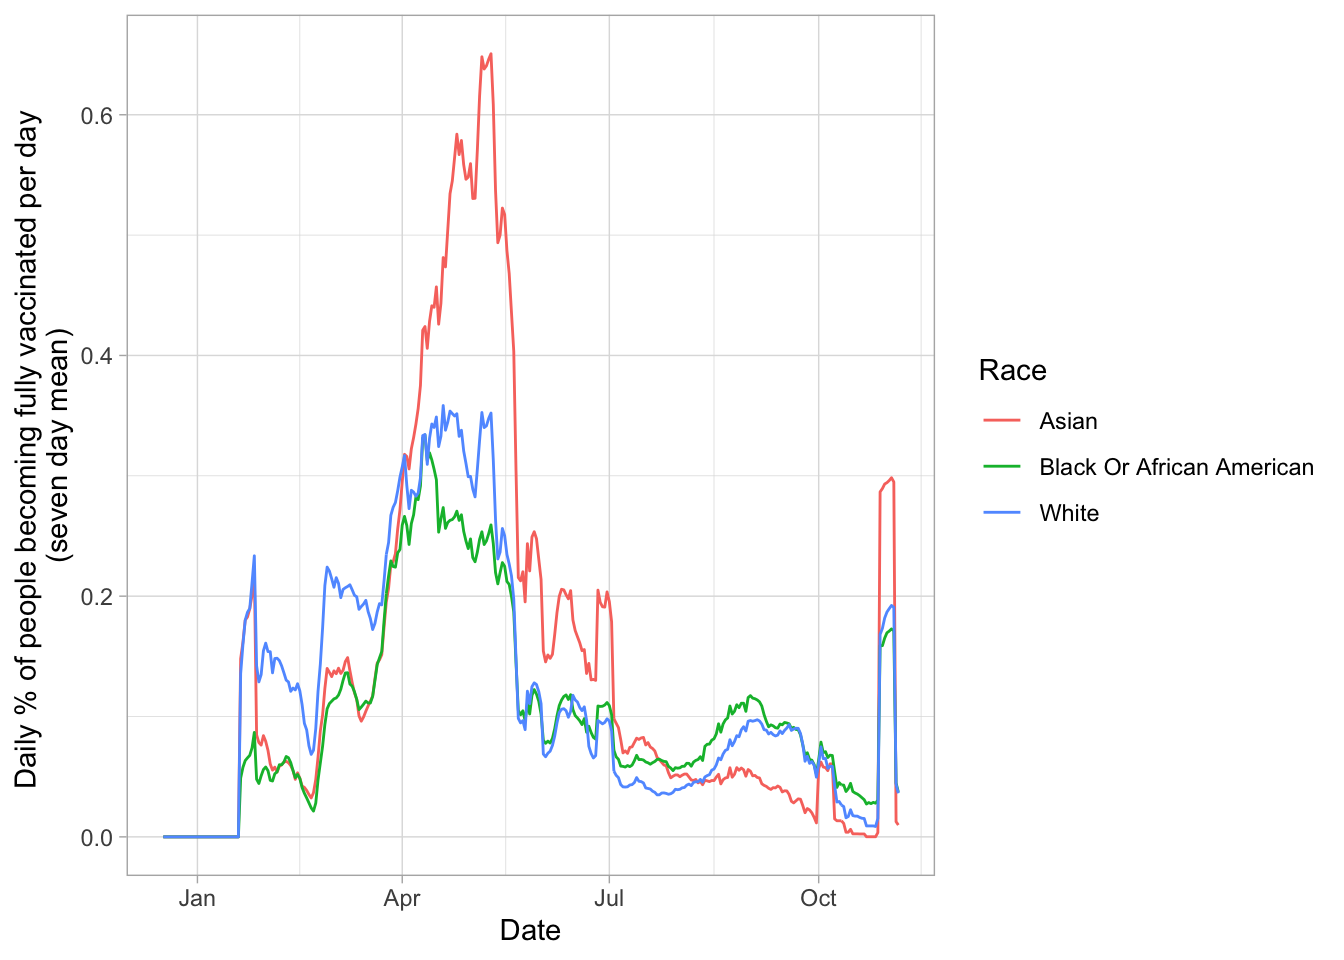 Daily % of people becoming fully vaccinated per day
(seven day mean)
0.6
0.4
0.2
0.0
Jan Apr Jul Oct
Date
Race
Asian
Black Or African American
White